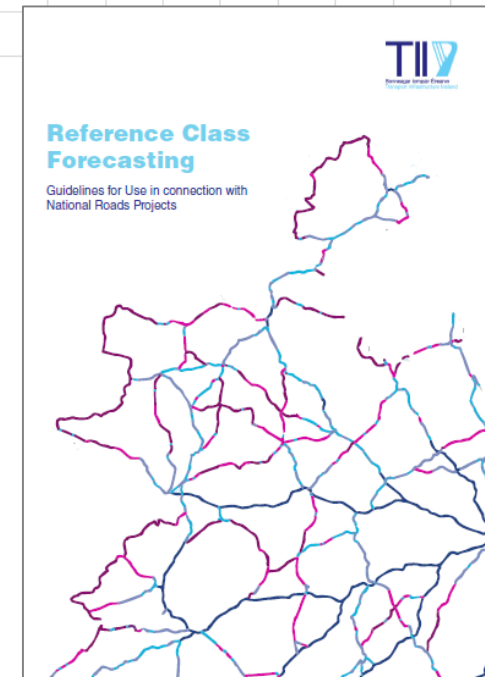 TII
Bonneagar Iompair Éireann
Transport Infrastructure Ireland
Reference Class
Forecasting
Guidelines for Use in connection with
National Roads Projects